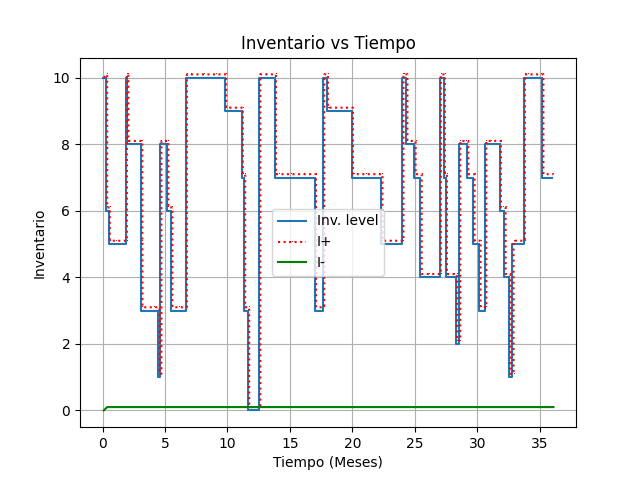 Inventario vs Tiempo
10
8
6
4
2
0
Inventario
Inv. level
I+
I-
0 5 10 15 20 25 30 35
Tiempo (Meses)